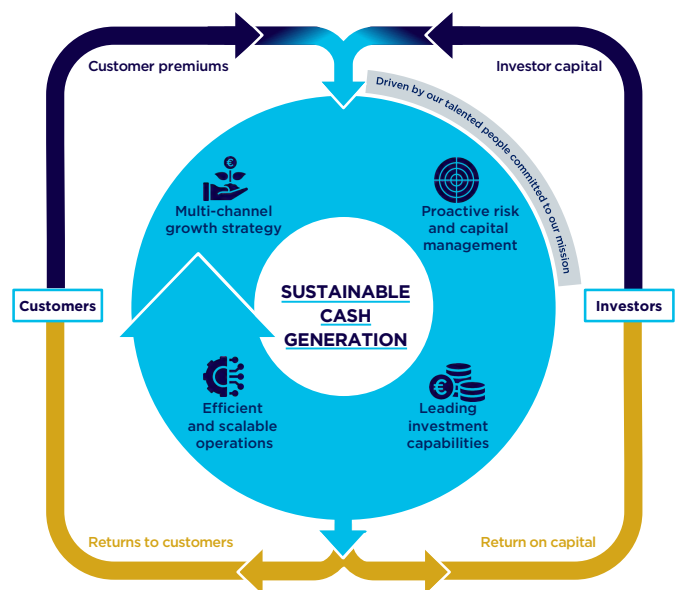 Customer premiums
Investor capital
Driven by our talented people committed to our mission
€
Multi-channel
growth strategy
Proactive risk
and capital
management
Customers
SUSTAINABLE
CASH
GENERATION
Investors
€
Efficient
and scalable
operations
Leading
investment
capabilities
Returns to customers
Return on capital